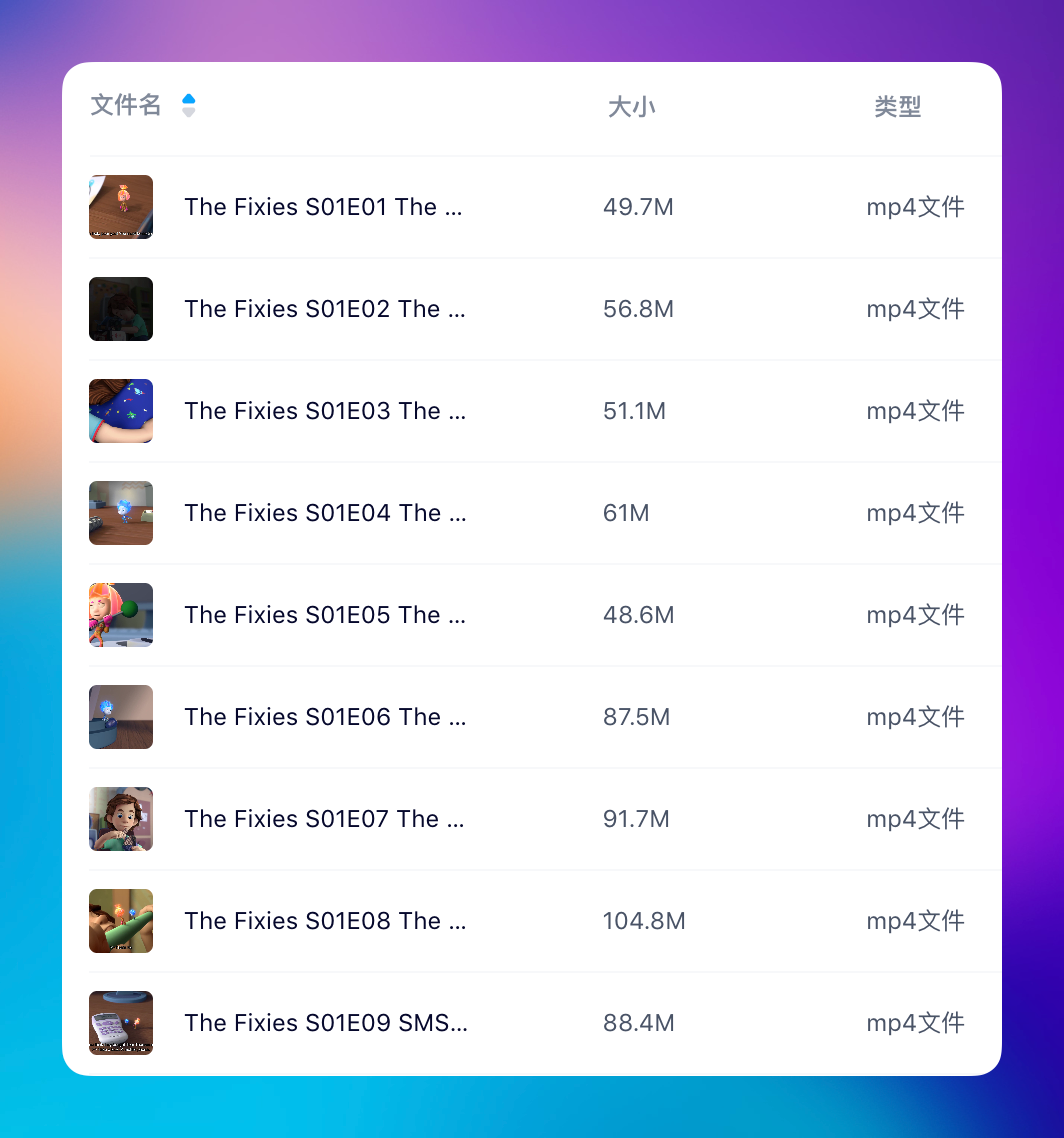 文件名 大小 类型
The Fixies S01E01 The ... 49.7M mp4文件
The Fixies S01E02 The ... 56.8M mp4文件
The Fixies S01E03 The ... 51.1M mp4文件
The Fixies S01E04 The ... 61M mp4文件
The Fixies S01E05 The ... 48.6M mp4文件
The Fixies S01E06 The ... 87.5M mp4文件
The Fixies S01E07 The ... 91.7M mp4文件
The Fixies S01E08 The ... 104.8M mp4文件
The Fixies S01E09 SMS... 88.4M mp4文件